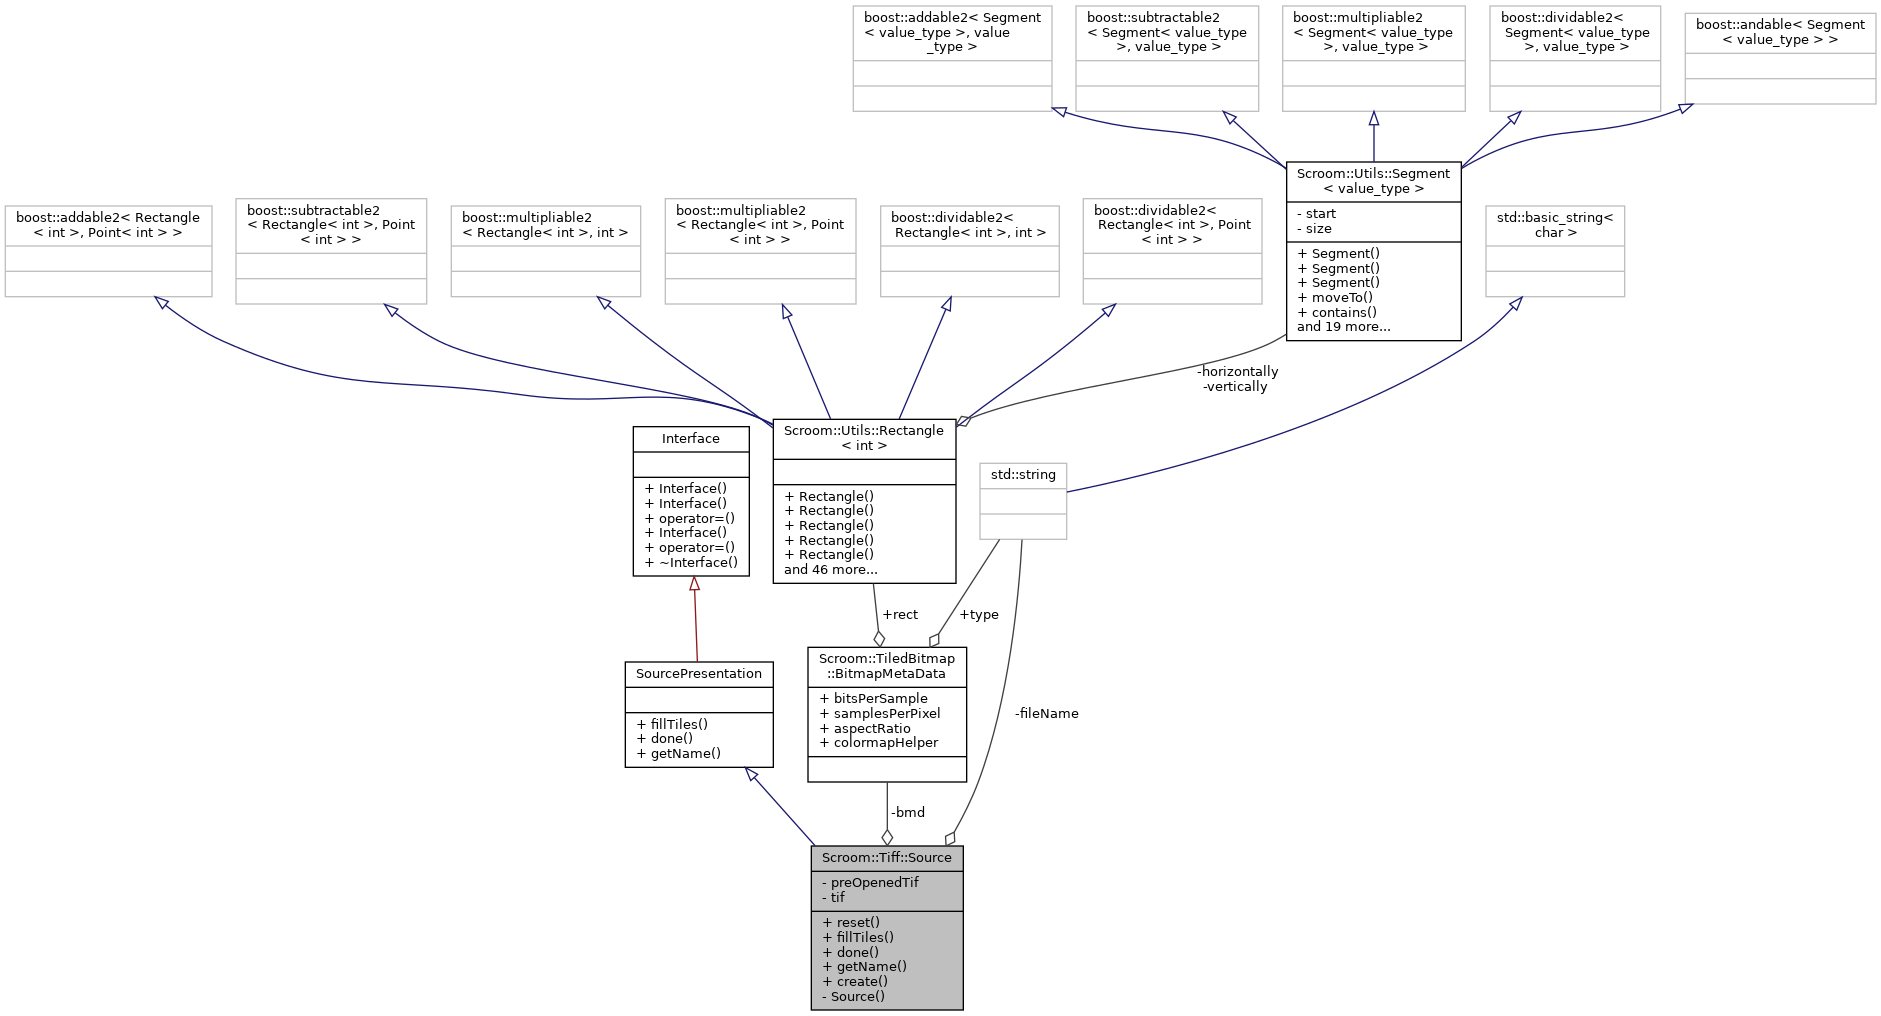 boost::addable2< Segment
< value_type >, value
_type >
boost::subtractable2
< Segment< value_type
>, value_type >
boost::multipliable2
< Segment< value_type
>, value_type >
boost::dividable2<
Segment< value_type
>, value_type >
boost::andable< Segment
< value_type > >
Scroom::Utils::Segment
< value_type >
- start
- size
+ Segment()
+ Segment()
+ Segment()
+ moveTo()
+ contains()
and 19 more...
boost::addable2< Rectangle
< int >, Point< int > >
boost::subtractable2
< Rectangle< int >, Point
< int > >
boost::multipliable2
< Rectangle< int >, int >
boost::multipliable2
< Rectangle< int >, Point
< int > >
boost::dividable2<
Rectangle< int >, int >
boost::dividable2<
Rectangle< int >, Point
< int > >
std::basic_string<
char >
-horizontally
-vertically
Interface
+ Interface()
+ Interface()
+ operator=()
+ Interface()
+ operator=()
+ ~Interface()
Scroom::Utils::Rectangle
< int >
+ Rectangle()
+ Rectangle()
+ Rectangle()
+ Rectangle()
+ Rectangle()
and 46 more...
std::string
+rect
+type
SourcePresentation
+ fillTiles()
+ done()
+ getName()
Scroom::TiledBitmap
::BitmapMetaData
+ bitsPerSample
+ samplesPerPixel
+ aspectRatio
+ colormapHelper
-fileName
-bmd
Scroom::Tiff::Source
- preOpenedTif
- tif
+ reset()
+ fillTiles()
+ done()
+ getName()
+ create()
- Source()